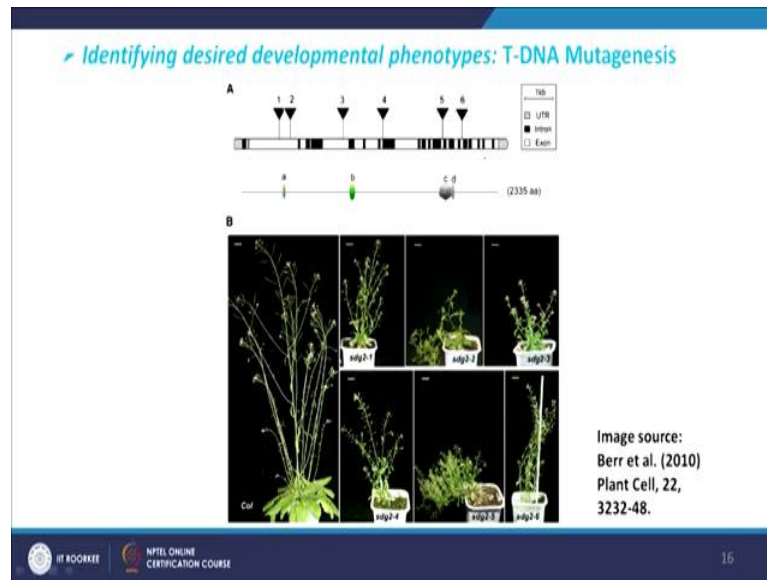 Identifying desired developmental phenotypes: T-DNA Mutagenesis
A
1 2 3 4 5 6
1kb
UTR
Intron
Exon
a b c d
(2335 aa)
B
Col
sdg2-1
sdg2-2
sdg2-3
sdg2-4
sdg2-5
sdg2-6
Image source:
Berr et al. (2010)
Plant Cell, 22,
3232-48.
IIT ROORKEE
NPTEL ONLINE
CERTIFICATION COURSE
16